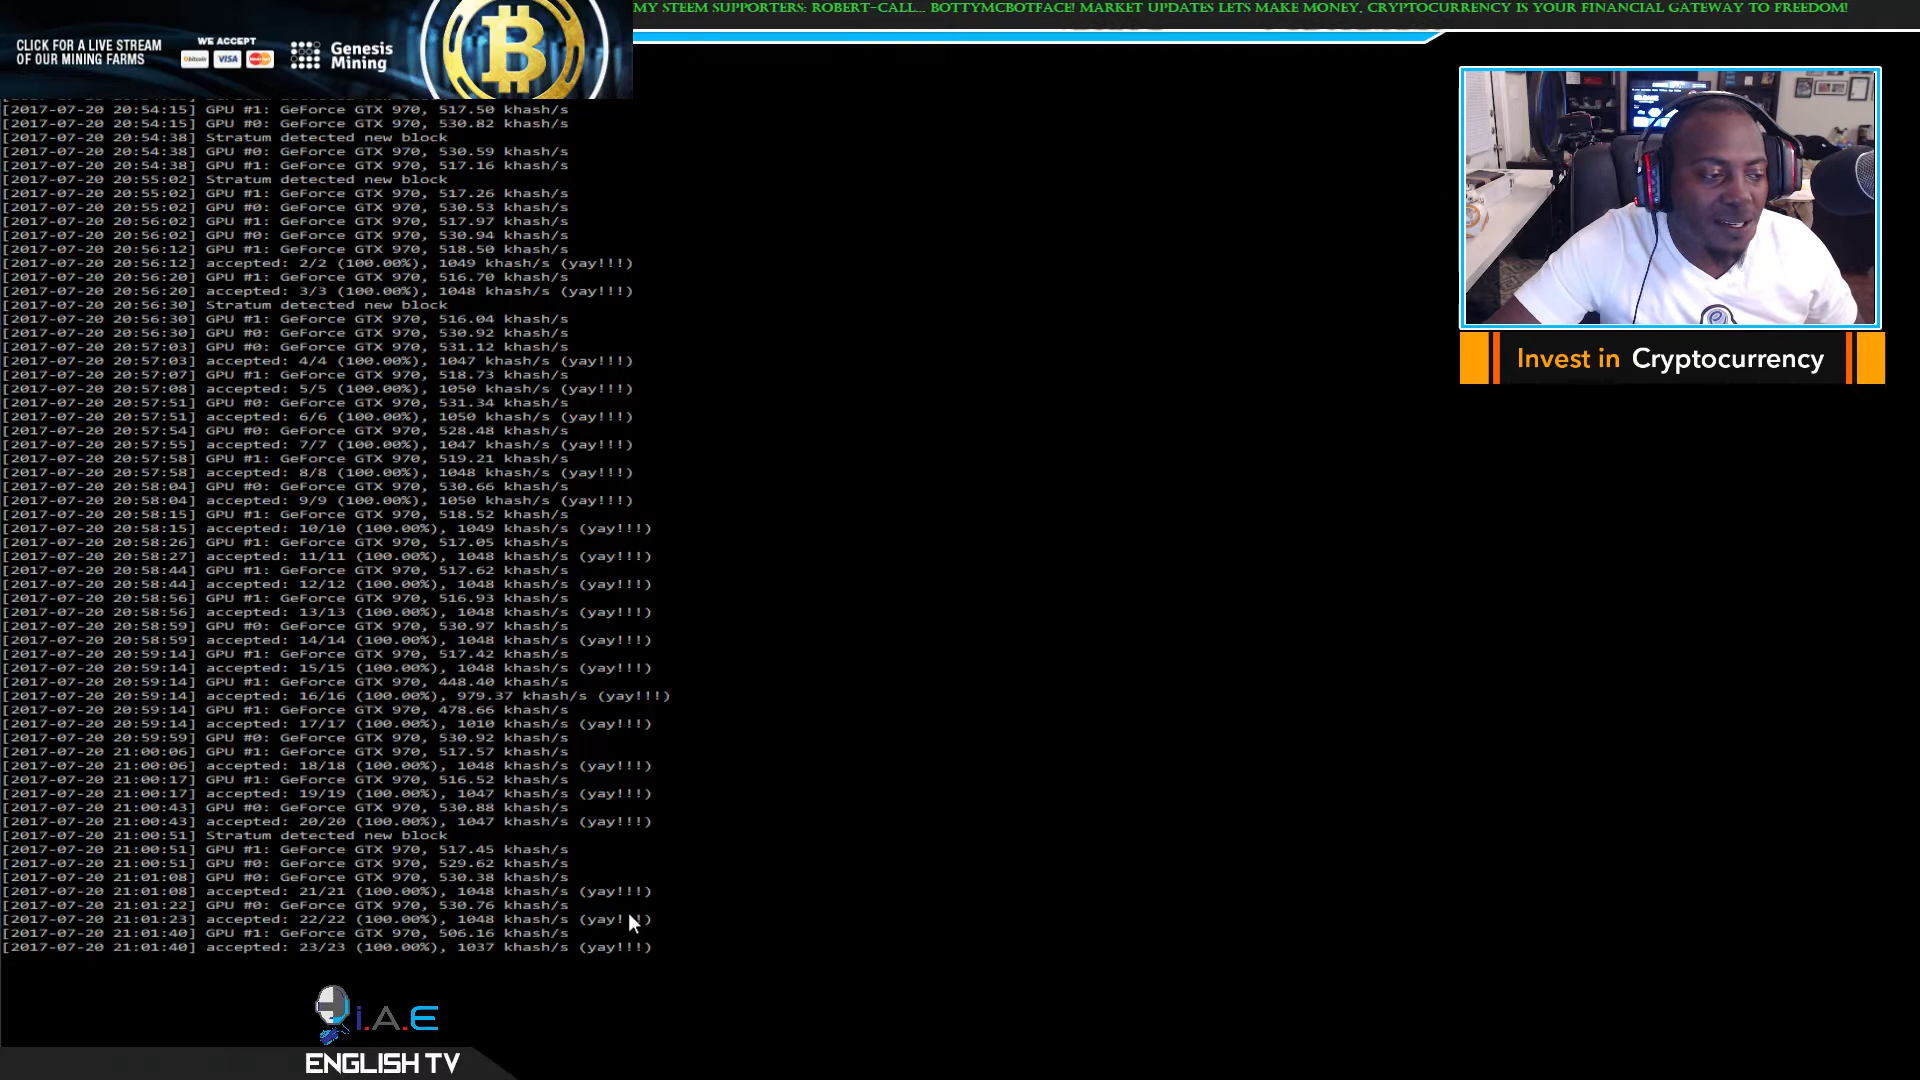 MY STEEM SUPPORTERS: ROBERT-CALL... BOTTYMCBOTFACE! MARKET UPDATES LETS MAKE MONEY, CRYPTOCURRENCY IS YOUR FINANCIAL GATEWAY TO FREEDOM!
CLICK FOR A LIVE STREAM
OF OUR MINING FARMS
WE ACCEPT
bitcoin
VISA
Genesis
Mining
[2017-07-20 20:54:15] GPU #1: GeForce GTX 970, 517.50 khash/s
[2017-07-20 20:54:15] GPU #0: GeForce GTX 970, 530.82 khash/s
[2017-07-20 20:54:38] Stratum detected new block
[2017-07-20 20:54:38] GPU #0: GeForce GTX 970, 530.59 khash/s
[2017-07-20 20:54:38] GPU #1: GeForce GTX 970, 517.16 khash/s
[2017-07-20 20:55:02] Stratum detected new block
[2017-07-20 20:55:02] GPU #1: GeForce GTX 970, 517.26 khash/s
[2017-07-20 20:55:02] GPU #0: GeForce GTX 970, 530.53 khash/s
[2017-07-20 20:56:02] GPU #1: GeForce GTX 970, 517.97 khash/s
[2017-07-20 20:56:02] GPU #0: GeForce GTX 970, 530.94 khash/s
[2017-07-20 20:56:12] GPU #1: GeForce GTX 970, 518.50 khash/s
[2017-07-20 20:56:12] accepted: 2/2 (100.00%), 1049 khash/s (yay!!!)
[2017-07-20 20:56:20] GPU #1: GeForce GTX 970, 516.70 khash/s
[2017-07-20 20:56:20] accepted: 3/3 (100.00%), 1048 khash/s (yay!!!)
[2017-07-20 20:56:30] Stratum detected new block
[2017-07-20 20:56:30] GPU #1: GeForce GTX 970, 516.04 khash/s
[2017-07-20 20:56:30] GPU #0: GeForce GTX 970, 530.92 khash/s
[2017-07-20 20:57:03] GPU #0: GeForce GTX 970, 531.12 khash/s
[2017-07-20 20:57:03] accepted: 4/4 (100.00%), 1047 khash/s (yay!!!)
[2017-07-20 20:57:07] GPU #1: GeForce GTX 970, 518.73 khash/s
[2017-07-20 20:57:08] accepted: 5/5 (100.00%), 1050 khash/s (yay!!!)
[2017-07-20 20:57:51] GPU #0: GeForce GTX 970, 531.34 khash/s
[2017-07-20 20:57:51] accepted: 6/6 (100.00%), 1050 khash/s (yay!!!)
[2017-07-20 20:57:54] GPU #0: GeForce GTX 970, 528.48 khash/s
[2017-07-20 20:57:55] accepted: 7/7 (100.00%), 1047 khash/s (yay!!!)
[2017-07-20 20:57:58] GPU #1: GeForce GTX 970, 519.21 khash/s
[2017-07-20 20:57:58] accepted: 8/8 (100.00%), 1048 khash/s (yay!!!)
[2017-07-20 20:58:04] GPU #0: GeForce GTX 970, 530.66 khash/s
[2017-07-20 20:58:04] accepted: 9/9 (100.00%), 1050 khash/s (yay!!!)
[2017-07-20 20:58:15] GPU #1: GeForce GTX 970, 518.52 khash/s
[2017-07-20 20:58:15] accepted: 10/10 (100.00%), 1049 khash/s (yay!!!)
[2017-07-20 20:58:26] GPU #1: GeForce GTX 970, 517.05 khash/s
[2017-07-20 20:58:27] accepted: 11/11 (100.00%), 1048 khash/s (yay!!!)
[2017-07-20 20:58:44] GPU #1: GeForce GTX 970, 517.62 khash/s
[2017-07-20 20:58:44] accepted: 12/12 (100.00%), 1048 khash/s (yay!!!)
[2017-07-20 20:58:56] GPU #1: GeForce GTX 970, 516.93 khash/s
[2017-07-20 20:58:56] accepted: 13/13 (100.00%), 1048 khash/s (yay!!!)
[2017-07-20 20:58:59] GPU #0: GeForce GTX 970, 530.97 khash/s
[2017-07-20 20:58:59] accepted: 14/14 (100.00%), 1048 khash/s (yay!!!)
[2017-07-20 20:59:14] GPU #1: GeForce GTX 970, 517.42 khash/s
[2017-07-20 20:59:14] accepted: 15/15 (100.00%), 1048 khash/s (yay!!!)
[2017-07-20 20:59:14] GPU #1: GeForce GTX 970, 448.40 khash/s
[2017-07-20 20:59:14] accepted: 16/16 (100.00%), 979.37 khash/s (yay!!!)
[2017-07-20 20:59:14] GPU #1: GeForce GTX 970, 478.66 khash/s
[2017-07-20 20:59:14] accepted: 17/17 (100.00%), 1010 khash/s (yay!!!)
[2017-07-20 20:59:59] GPU #0: GeForce GTX 970, 530.92 khash/s
[2017-07-20 21:00:06] GPU #1: GeForce GTX 970, 517.57 khash/s
[2017-07-20 21:00:06] accepted: 18/18 (100.00%), 1048 khash/s (yay!!!)
[2017-07-20 21:00:17] GPU #1: GeForce GTX 970, 516.52 khash/s
[2017-07-20 21:00:17] accepted: 19/19 (100.00%), 1047 khash/s (yay!!!)
[2017-07-20 21:00:43] GPU #0: GeForce GTX 970, 530.88 khash/s
[2017-07-20 21:00:43] accepted: 20/20 (100.00%), 1047 khash/s (yay!!!)
[2017-07-20 21:00:51] Stratum detected new block
[2017-07-20 21:00:51] GPU #1: GeForce GTX 970, 517.45 khash/s
[2017-07-20 21:00:51] GPU #0: GeForce GTX 970, 529.62 khash/s
[2017-07-20 21:01:08] GPU #0: GeForce GTX 970, 530.38 khash/s
[2017-07-20 21:01:08] accepted: 21/21 (100.00%), 1048 khash/s (yay!!!)
[2017-07-20 21:01:22] GPU #0: GeForce GTX 970, 530.76 khash/s
[2017-07-20 21:01:23] accepted: 22/22 (100.00%), 1048 khash/s (yay!!!)
[2017-07-20 21:01:40] GPU #1: GeForce GTX 970, 506.16 khash/s
[2017-07-20 21:01:40] accepted: 23/23 (100.00%), 1037 khash/s (yay!!!)
Invest in Cryptocurrency
i.A.E
ENGLISH TV